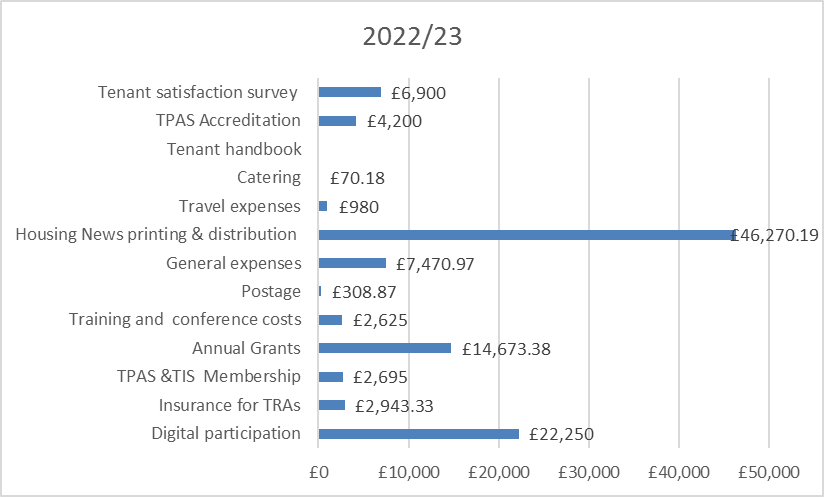 2022/23
Tenant satisfaction survey £6,900
TPAS Accreditation £4,200
Tenant handbook
Catering £70.18
Travel expenses £980
Housing News printing & distribution £46,270.19
General expenses £7,470.97
Postage £308.87
Training and  conference costs £2,625
Annual Grants £14,673.38
TPAS &TIS  Membership £2,695
Insurance for TRAs £2,943.33
Digital participation £22,250
£0 £10,000 £20,000 £30,000 £40,000 £50,000